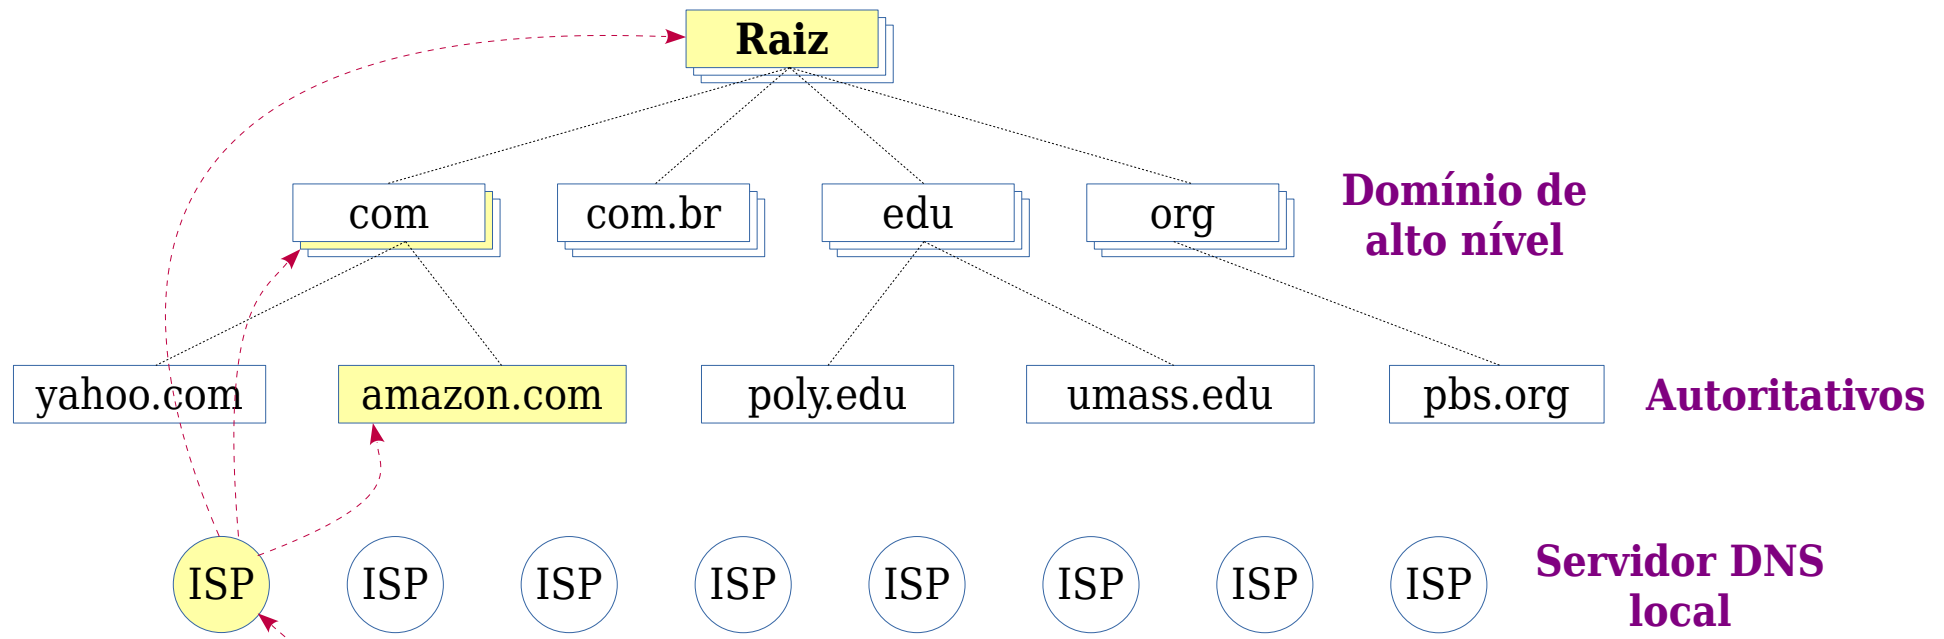 Raiz
com
com.br
edu
org
Domínio de
alto nível
yahoo.com
amazon.com
poly.edu
umass.edu
pbs.org
Autoritativos
ISP
ISP
ISP
ISP
ISP
ISP
ISP
ISP
Servidor DNS
local